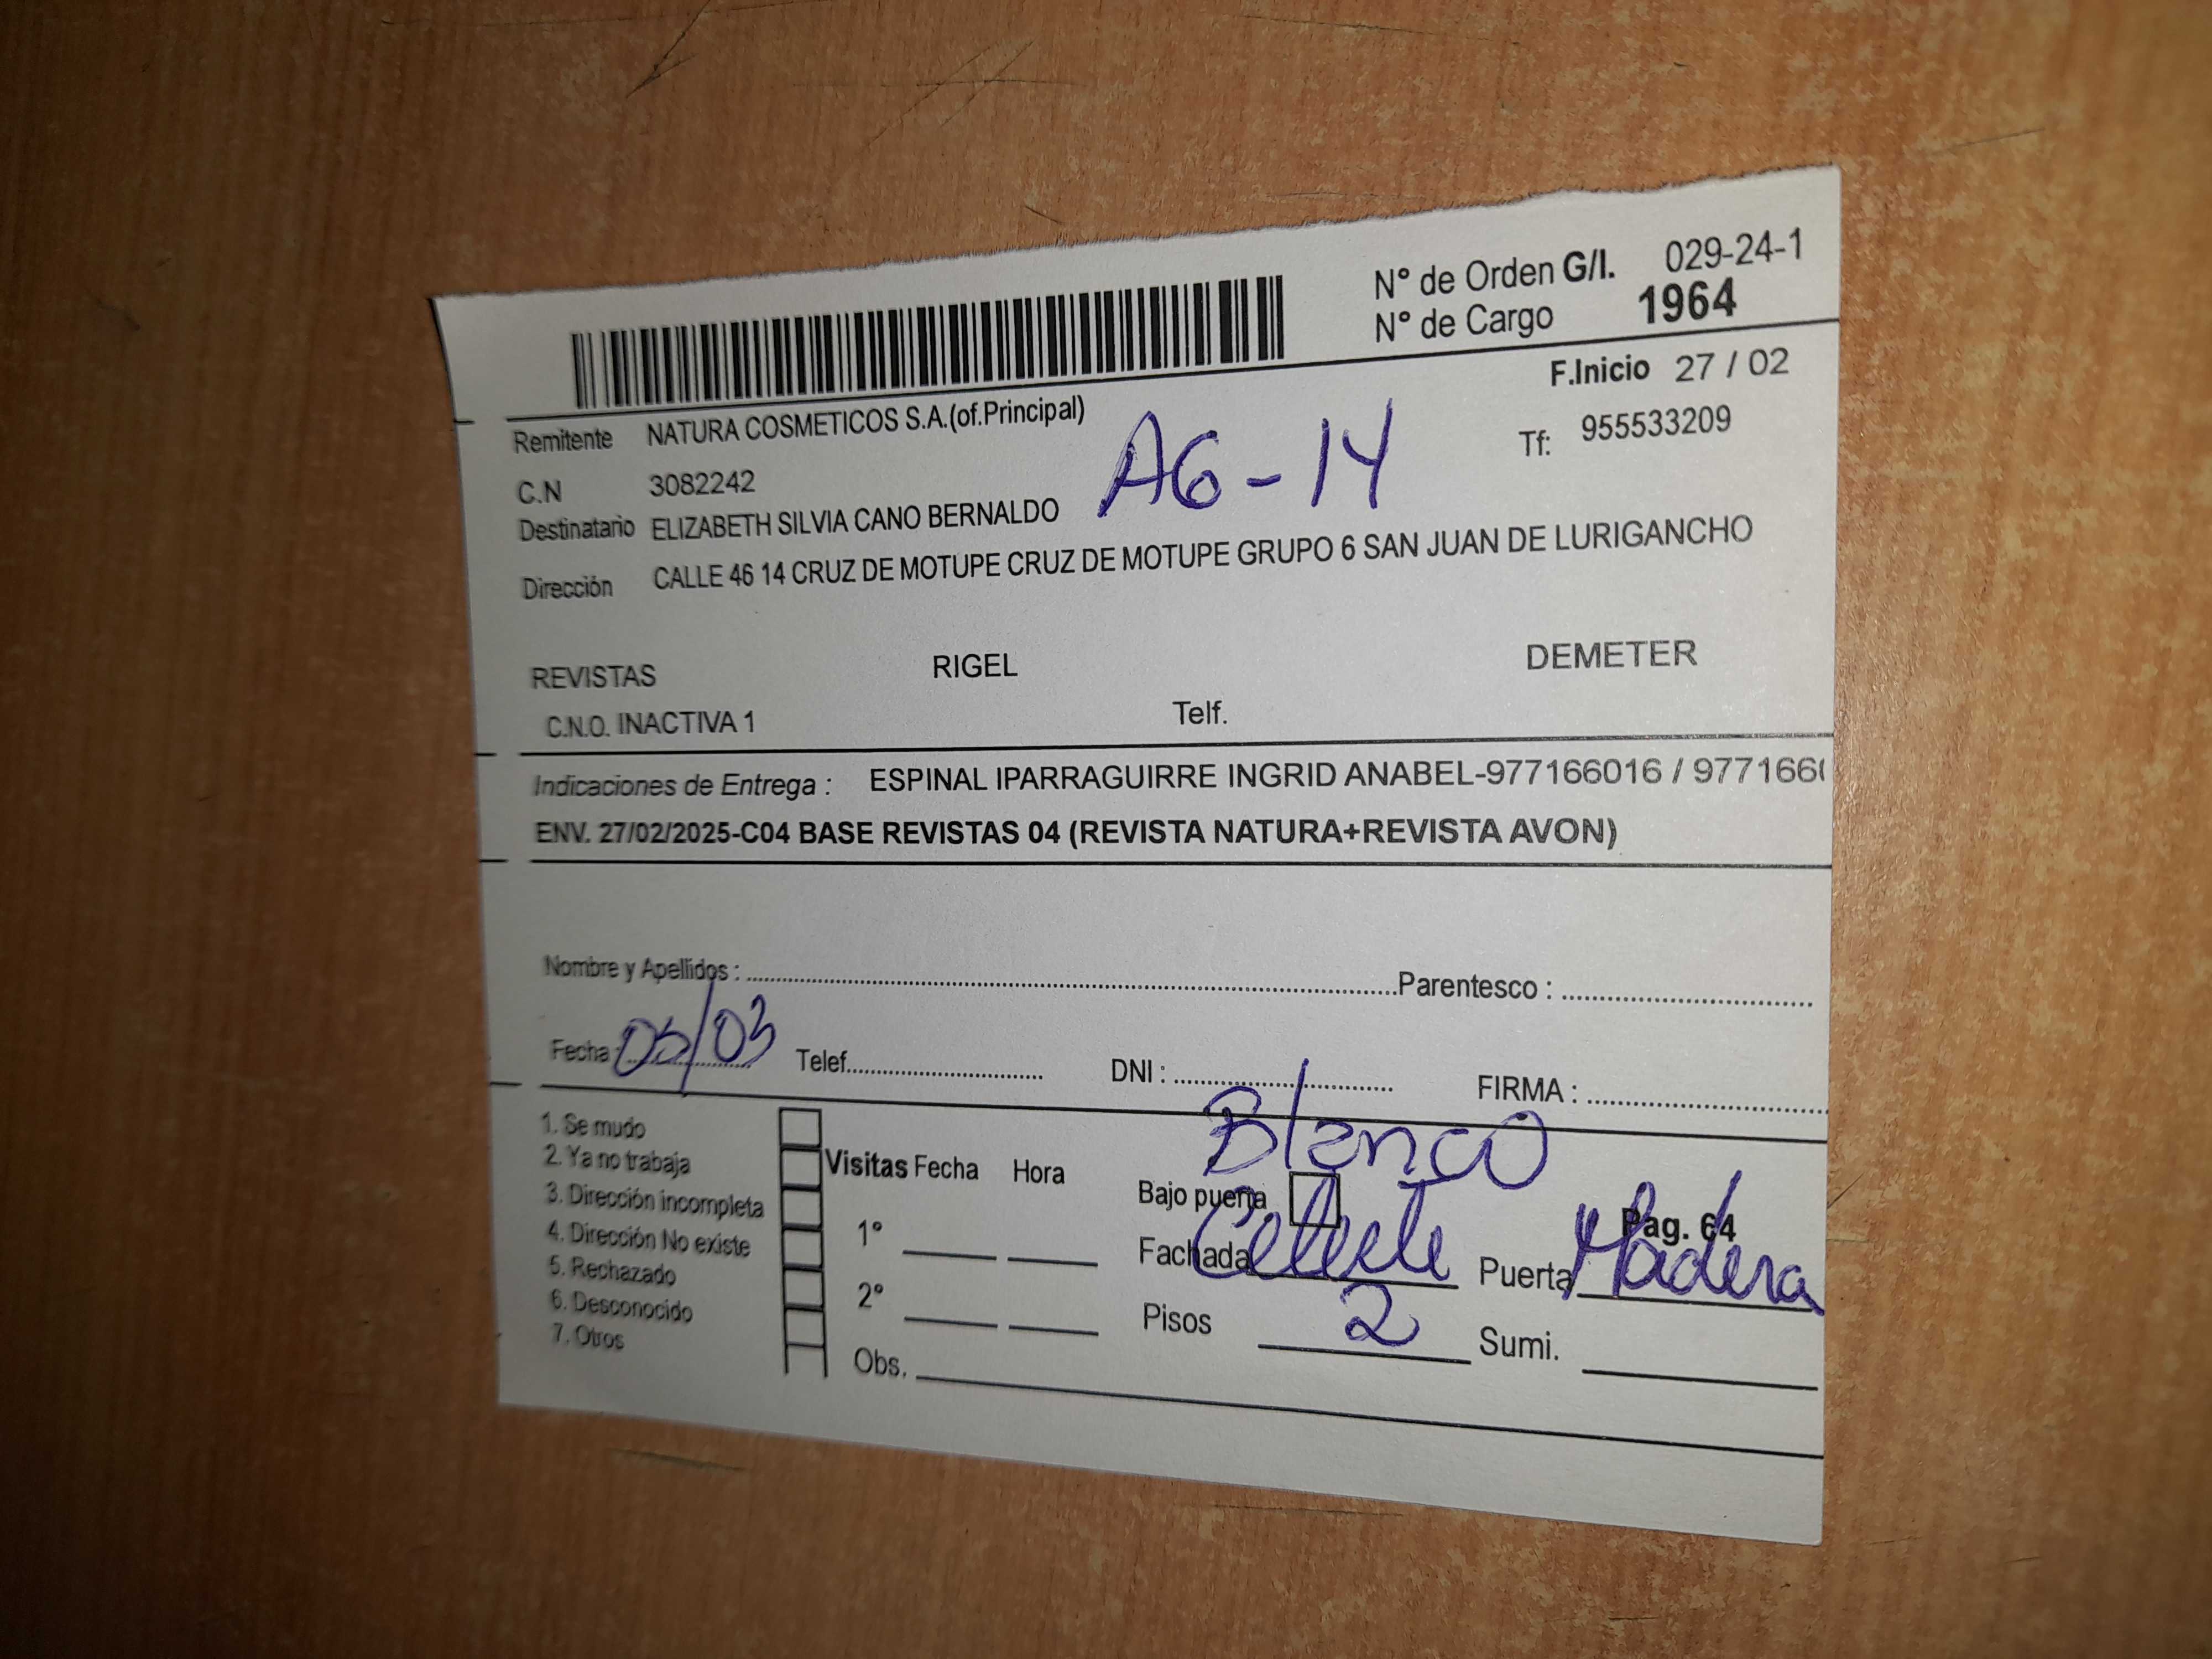 N° de Orden G/I. 029-24-1
N° de Cargo 1964
F.Inicio 27 / 02
Remitente NATURA COSMETICOS S.A.(of.Principal)
Tf: 955533209
C.N 3082242
A6-14
Destinatario ELIZABETH SILVIA CANO BERNALDO
Dirección CALLE 46 14 CRUZ DE MOTUPE CRUZ DE MOTUPE GRUPO 6 SAN JUAN DE LURIGANCHO
REVISTAS RIGEL DEMETER
C.N.O. INACTIVA 1 Telf.
Indicaciones de Entrega : ESPINAL IPARRAGUIRRE INGRID ANABEL-977166016 / 9771660
ENV. 27/02/2025-C04 BASE REVISTAS 04 (REVISTA NATURA+REVISTA AVON)
Nombre y Apellidos : Parentesco :
Fecha : 05/03 Telef. DNI : FIRMA :
1. Se mudo
2. Ya no trabaja
3. Dirección incompleta
4. Dirección No existe
5. Rechazado
6. Desconocido
7. Otros
Visitas Fecha Hora
1°
2°
Obs.
Blanco
Bajo puerta
Pag. 64
Fachada Celeste Puerta Madera
Pisos 2 Sumi.